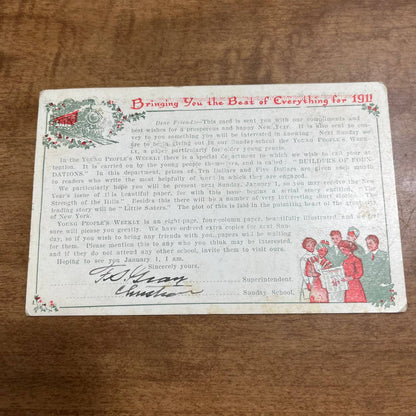 Bringing You the Best of Everything for 1911
Dear Friend:—This card is sent you with our compliments and
best wishes for a prosperous and happy New Year. It is also sent to con-
vey to you something you will be interested in knowing. Next Sunday we
are to begin giving out in our Sunday-school the YOUNG PEOPLE'S WEEK-
LY, a paper particularly for older young people.
In the YOUNG PEOPLE'S WEEKLY there is a special department in which we wish to call your at-
tention. It is carried on by the young people themselves, and is called "BUILDERS OF FOUN-
DATIONS." In this department, prizes of Ten Dollars and Five Dollars are given each month
to readers who write the most helpfully of work in which they are engaged.
We particularly hope you will be present next Sunday, January 1, so you may receive the New
Year's issue of this beautiful paper, for with this issue begins a serial story entitled, "The
Strength of the Hills." Besides this there will be a number of very interesting short stories. The
leading story will be "Little Sisters." The plot of this is laid in the pointing heart of the great city
of New York.
YOUNG PEOPLE'S WEEKLY is an eight-page, four-column paper, beautifully illustrated, and
sure will please you greatly. We have ordered extra copies for next Sun-
day, so if you wish to bring any friends with you, papers will be waiting
for them. Please mention this to any who you think may be interested,
and if they do not attend any other school, invite them to visit ours.
Hoping to see you January 1, I am,
Sincerely yours,
F.S. Gray Superintendent.
Christian Sunday School.